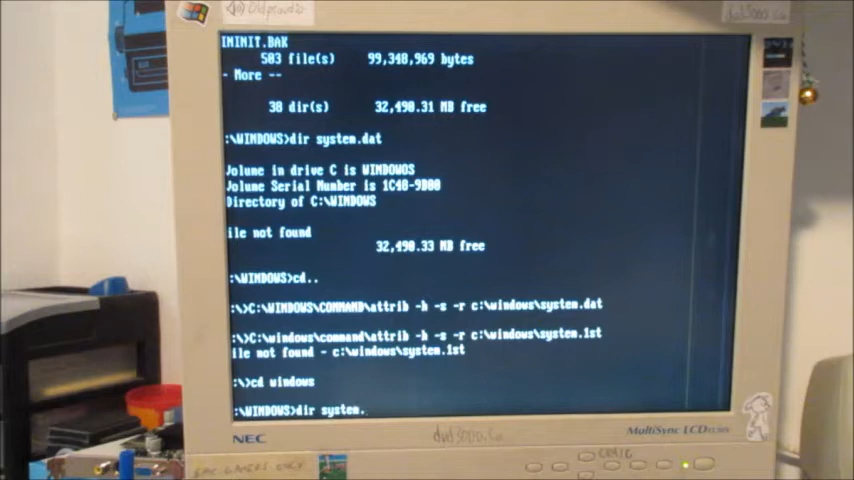 ININIT.BAK
503 file(s) 99,348,969 bytes
- More --
38 dir(s) 32,490.31 MB free
:\WINDOWS>dir system.dat
Volume in drive C is WINDOWOS
Volume Serial Number is 1C48-9B00
Directory of C:\WINDOWS
ile not found
32,490.33 MB free
:\WINDOWS>cd..
:\>C:\WINDOWS\COMMAND\attrib -h -s -r c:\windows\system.dat
:\>C:\windows\command\attrib -h -s -r c:\windows\system.1st
ile not found - c:\windows\system.1st
:\>cd windows
:\WINDOWS>dir system.
NEC
MultiSync LCD